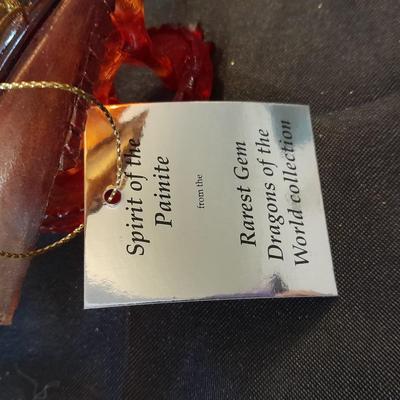 Spirit of the
Painite
from the
Rarest Gem
Dragons of the
World collection